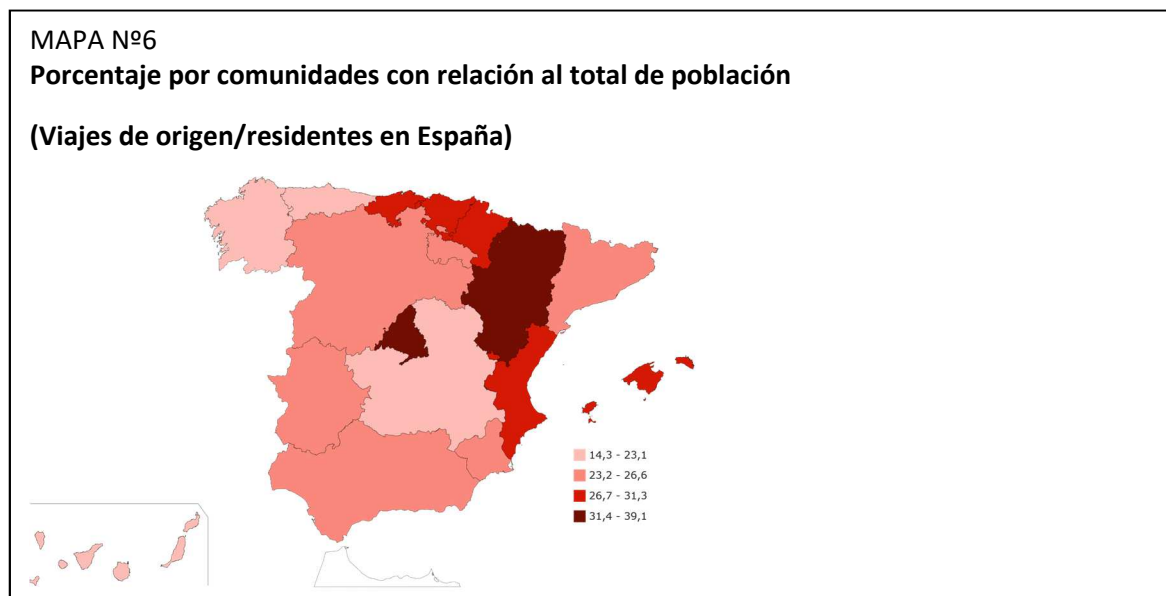 MAPA Nº6
Porcentaje por comunidades con relación al total de población
(Viajes de origen/residentes en España)
14,3 - 23,1
23,2 - 26,6
26,7 - 31,3
31,4 - 39,1